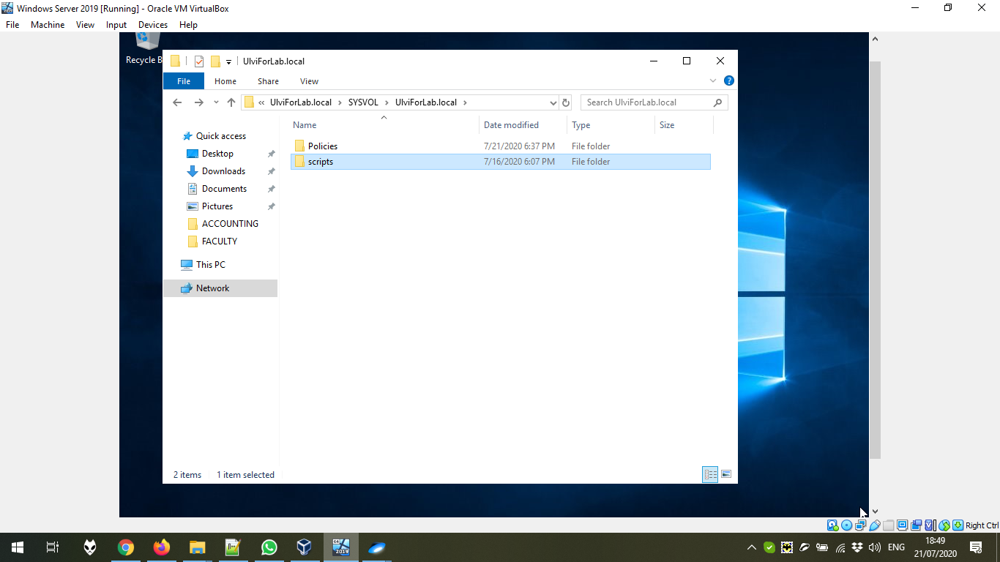 Windows Server 2019 [Running] - Oracle VM VirtualBox
File Machine View Input Devices Help
Recycle B
UlviForLab.local
File Home Share View
« UlviForLab.local > SYSVOL > UlviForLab.local >
Search UlviForLab.local
Name Date modified Type Size
Quick access
Desktop
Downloads
Documents
Pictures
ACCOUNTING
FACULTY
This PC
Network
Policies 7/21/2020 6:37 PM File folder
scripts 7/16/2020 6:07 PM File folder
2 items 1 item selected
Right Ctrl
2019
ENG
18:49
21/07/2020